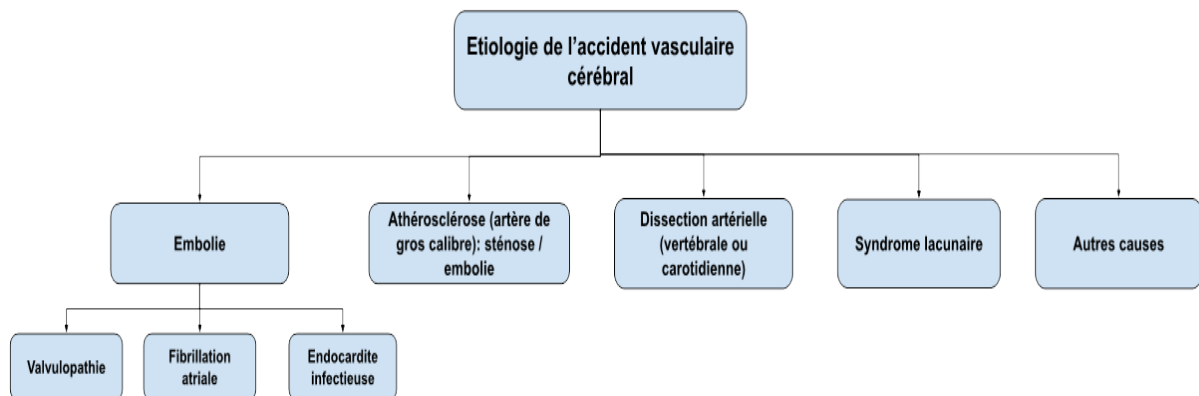 Etiologie de l’accident vasculaire
cérébral
Embolie
Athérosclérose (artère de
gros calibre): sténose /
embolie
Dissection artérielle
(vertébrale ou
carotidienne)
Syndrome lacunaire
Autres causes
Valvulopathie
Fibrillation
atriale
Endocardite
infectieuse